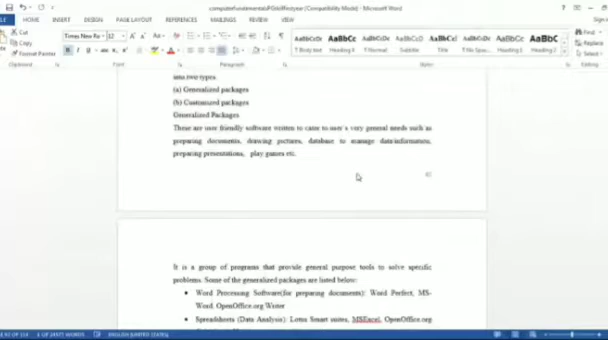 computerfundamentalPGfirstyear [Compatibility Mode] - Microsoft Word
FILE HOME INSERT DESIGN PAGE LAYOUT REFERENCES MAILINGS REVIEW VIEW Sign
Cut
Copy
Format Painter
Times New Ro 12
AaBbCcDc AaBbCc AaBbCcDc AaBbCcD AaBbCcI AaBbCcDc AaBbCc AaBbC
¶ Body text Heading 4 ¶ Normal Subtitle Title ¶ No Spac... Heading 1 Heading 2
Find
Replace
Select
Clipboard Font Paragraph Styles Editing
into two types.
(a) Generalized packages
(b) Customized packages
Generalized Packages
These are user friendly software written to cater to user's very general needs such as
preparing documents, drawing pictures, database to manage data/information,
preparing presentations, play games etc.
It is a group of programs that provide general purpose tools to solve specific
problems. Some of the generalized packages are listed below:
• Word Processing Software(for preparing documents): Word Perfect, MS-
Word, OpenOffice.org Writer
• Spreadsheets (Data Analysis): Lotus Smart suites, MSExcel, OpenOffice.org
ENGLISH (UNITED STATES)